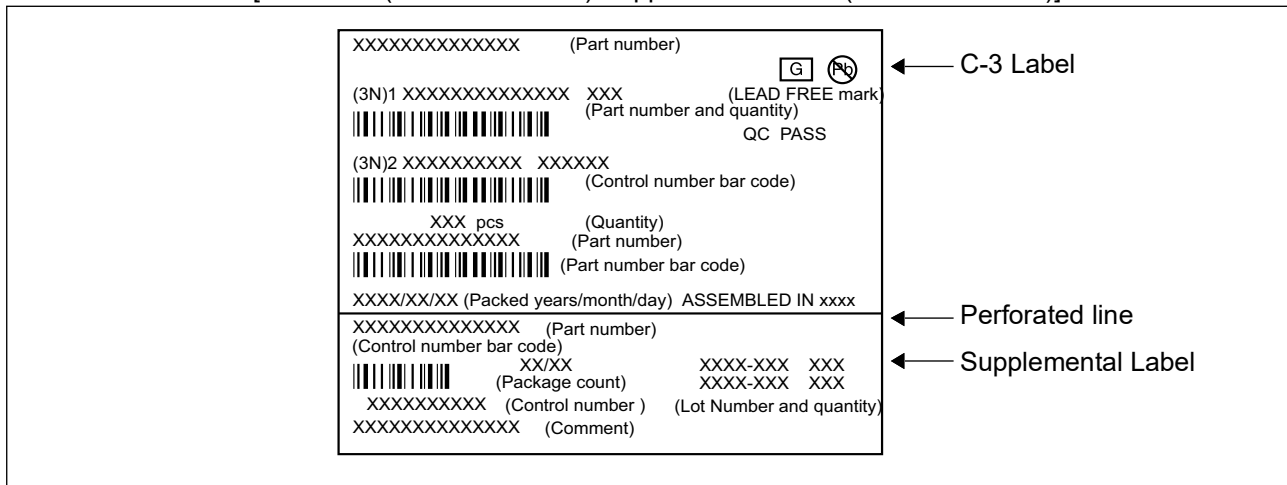 XXXXXXXXXXXXXX (Part number)
G Pb
C-3 Label
(3N)1 XXXXXXXXXXXXXX XXX (LEAD FREE mark)
(Part number and quantity)
QC PASS
(3N)2 XXXXXXXXXX XXXXXX
(Control number bar code)
XXX pcs (Quantity)
XXXXXXXXXXXXXX (Part number)
(Part number bar code)
XXXX/XX/XX (Packed years/month/day) ASSEMBLED IN xxxx
Perforated line
XXXXXXXXXXXXXX (Part number)
(Control number bar code)
XX/XX XXXX-XXX XXX
Supplemental Label
(Package count) XXXX-XXX XXX
XXXXXXXXXX (Control number ) (Lot Number and quantity)
XXXXXXXXXXXXXX (Comment)